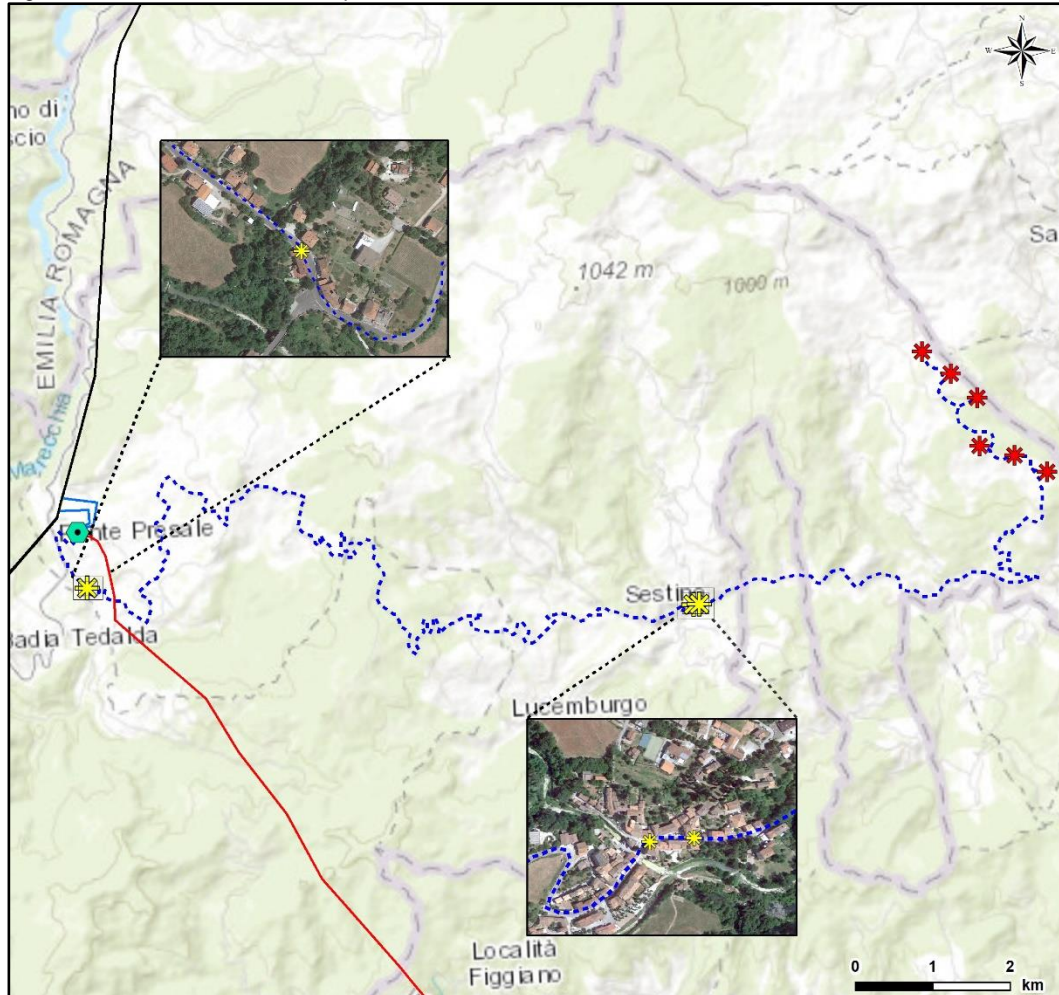 N
W E
S
no di
scio
EMILIA ROMAGNA
Sa
1042 m
1000 m
Marecchia
Ponte Presale
Sestino
Badia Tedalda
Lucemburgo
Località
Figgiano
0 1 2
km